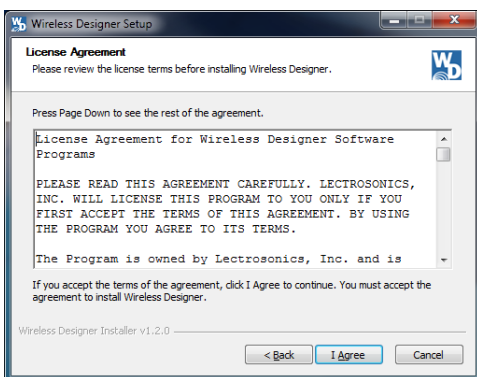 WD Wireless Designer Setup
License Agreement
Please review the license terms before installing Wireless Designer.
WD
Press Page Down to see the rest of the agreement.
License Agreement for Wireless Designer Software
Programs
PLEASE READ THIS AGREEMENT CAREFULLY. LECTROSONICS,
INC. WILL LICENSE THIS PROGRAM TO YOU ONLY IF YOU
FIRST ACCEPT THE TERMS OF THIS AGREEMENT. BY USING
THE PROGRAM YOU AGREE TO ITS TERMS.
The Program is owned by Lectrosonics, Inc. and is
If you accept the terms of the agreement, click I Agree to continue. You must accept the
agreement to install Wireless Designer.
Wireless Designer Installer v1.2.0
< Back I Agree Cancel